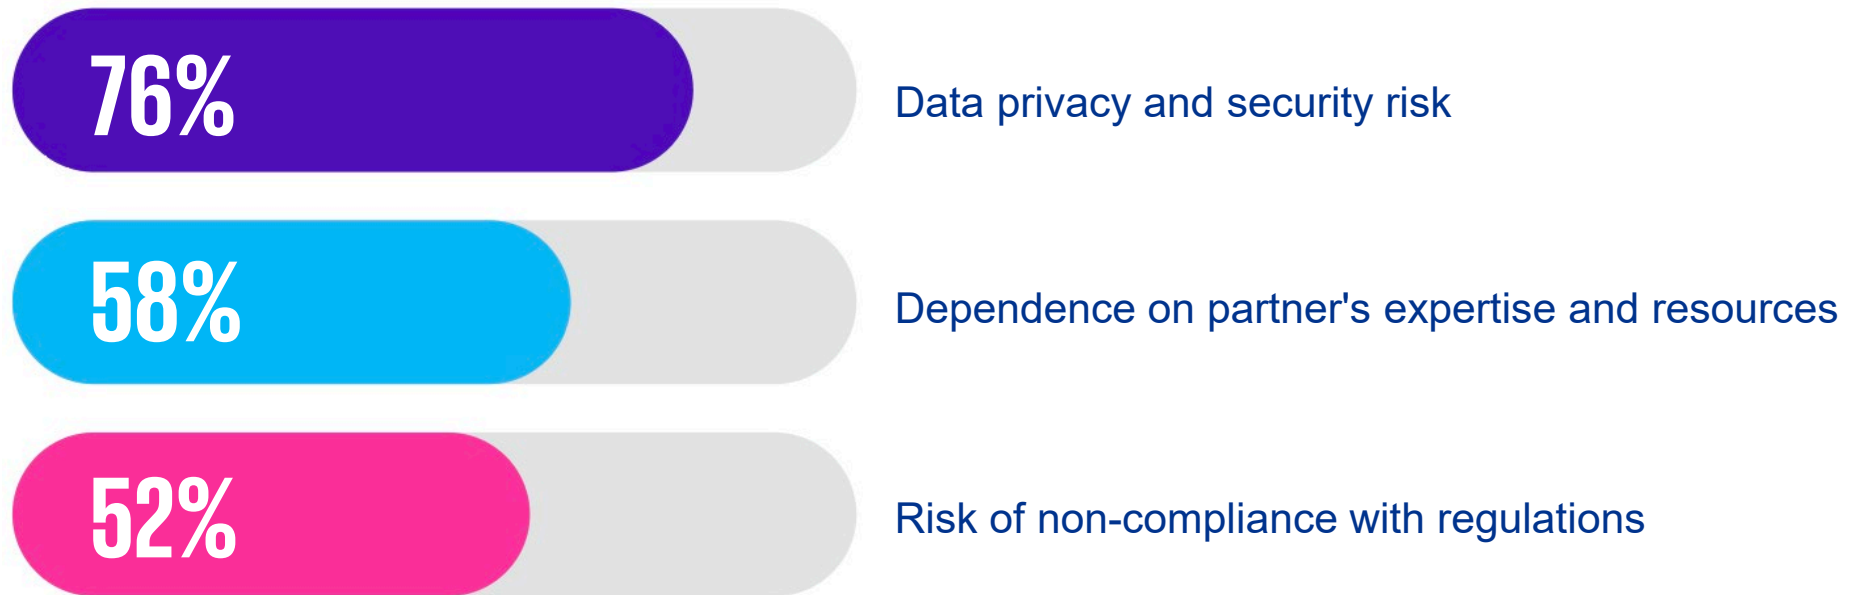 76%
Data privacy and security risk
58%
Dependence on partner's expertise and resources
52%
Risk of non-compliance with regulations